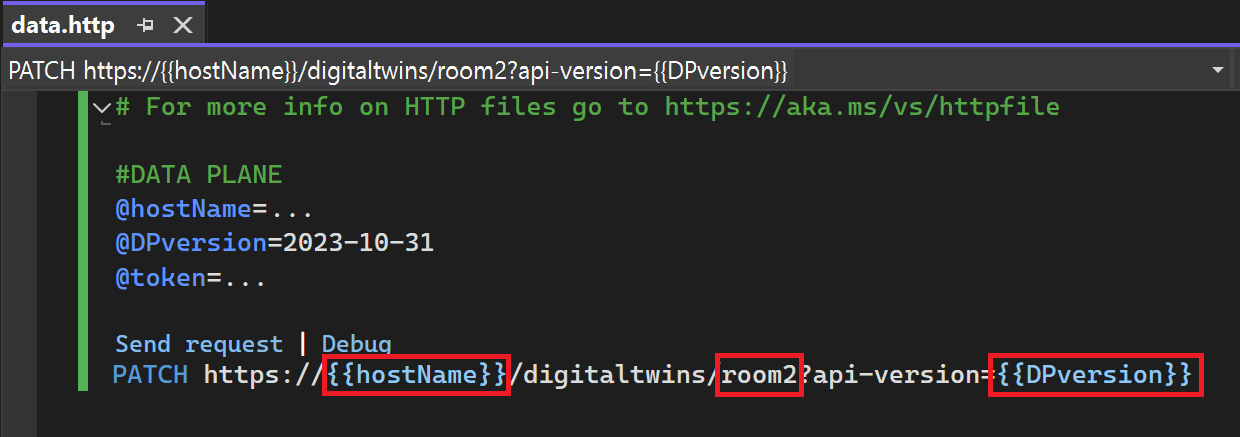 data.http
PATCH https://{{hostName}}/digitaltwins/room2?api-version={{DPversion}}
# For more info on HTTP files go to https://aka.ms/vs/httpfile
#DATA PLANE
@hostName=...
@DPversion=2023-10-31
@token=...
Send request | Debug
PATCH https://{{hostName}}/digitaltwins/room2?api-version={{DPversion}}